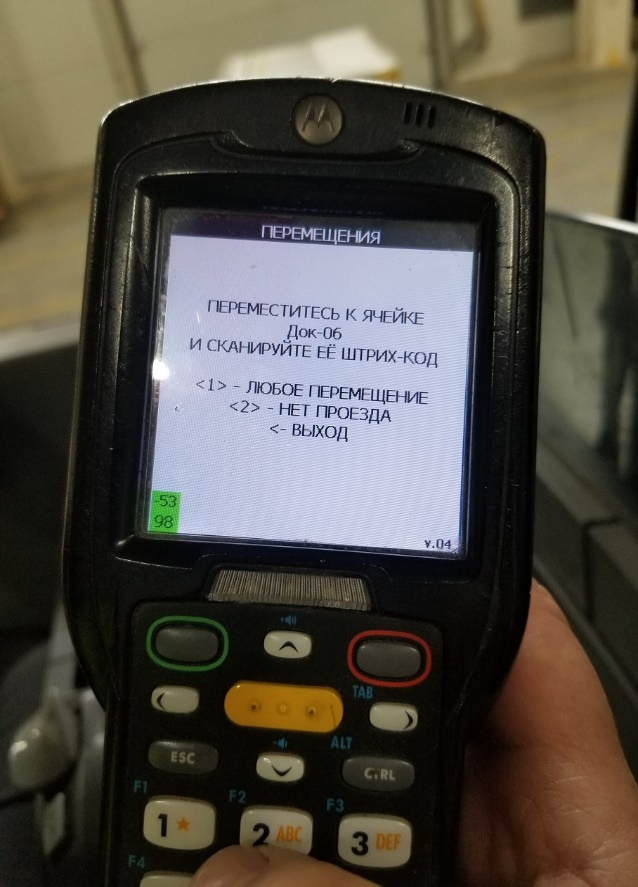 ПЕРЕМЕЩЕНИЯ
ПЕРЕМЕСТИТЕСЬ К ЯЧЕЙКЕ
Док-06
И СКАНИРУЙТЕ ЕЁ ШТРИХ-КОД
<1> - ЛЮБОЕ ПЕРЕМЕЩЕНИЕ
<2> - НЕТ ПРОЕЗДА
<- ВЫХОД
-53
98
v.04
TAB
ESC
ALT
CTRL
F1
F2
F3
1 *
2 ABC
3 DEF
F4